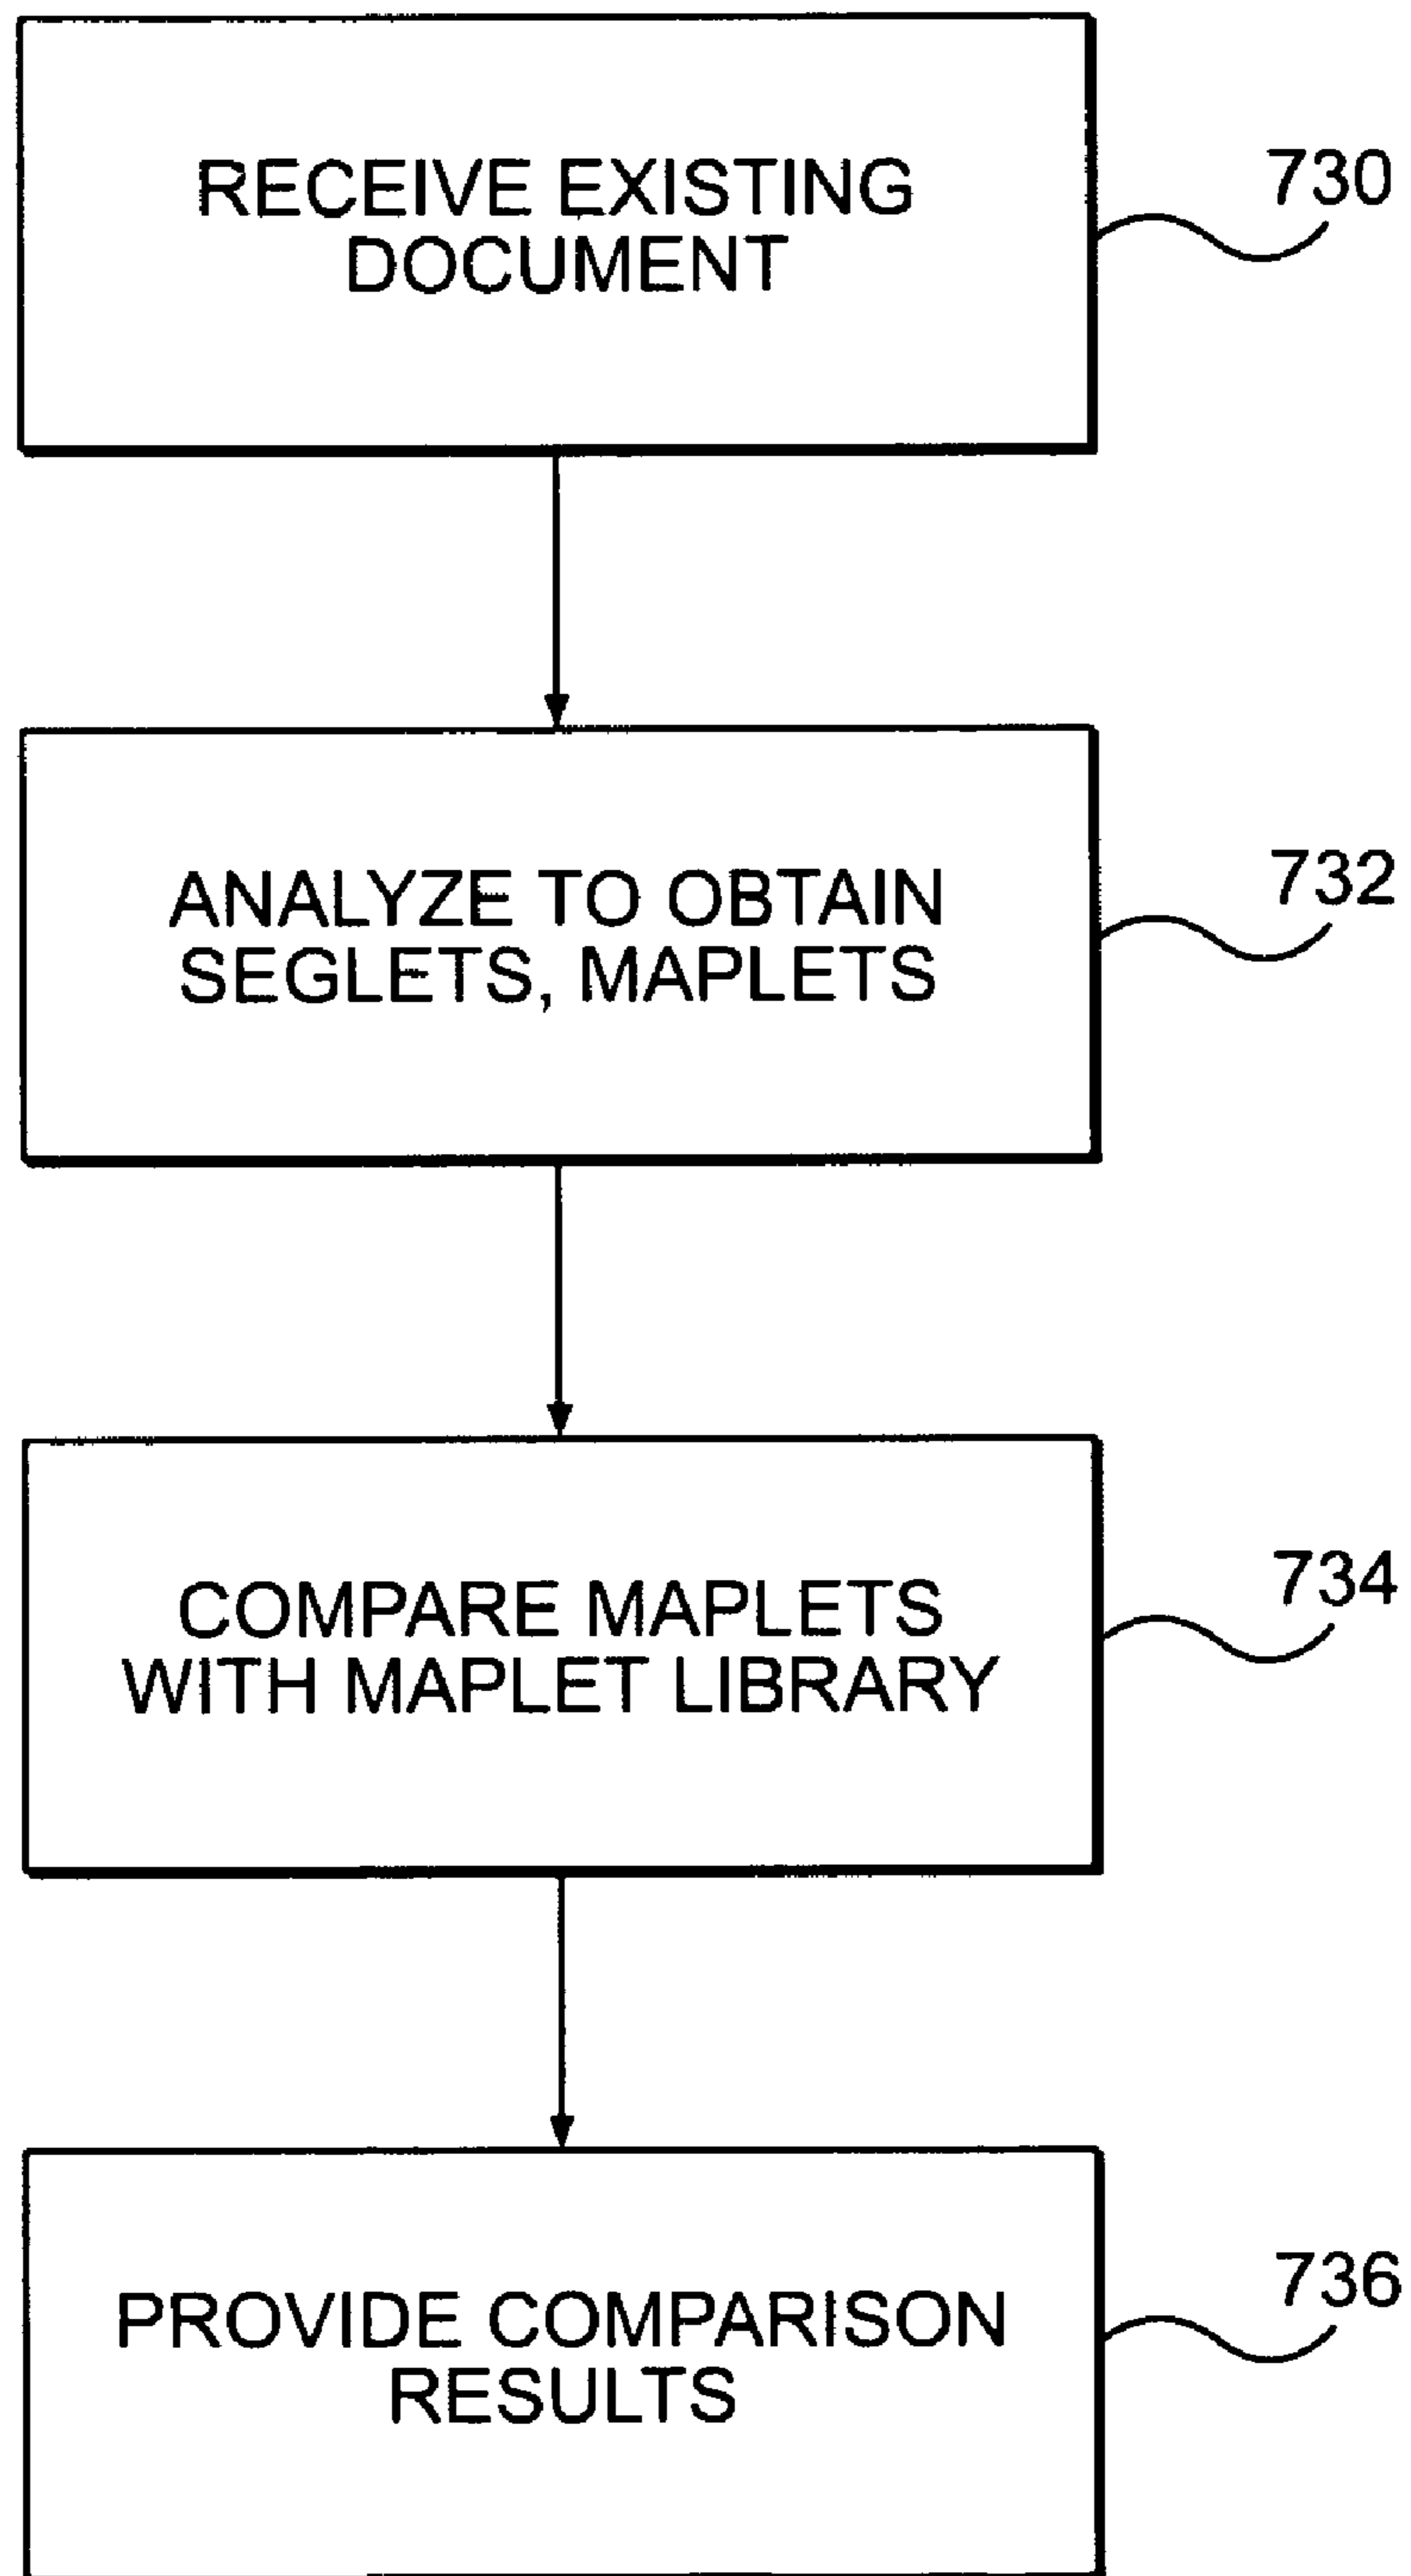 RECEIVE EXISTING
DOCUMENT
730
ANALYZE TO OBTAIN
SEGLETS, MAPLETS
732
COMPARE MAPLETS
WITH MAPLET LIBRARY
734
PROVIDE COMPARISON
RESULTS
736